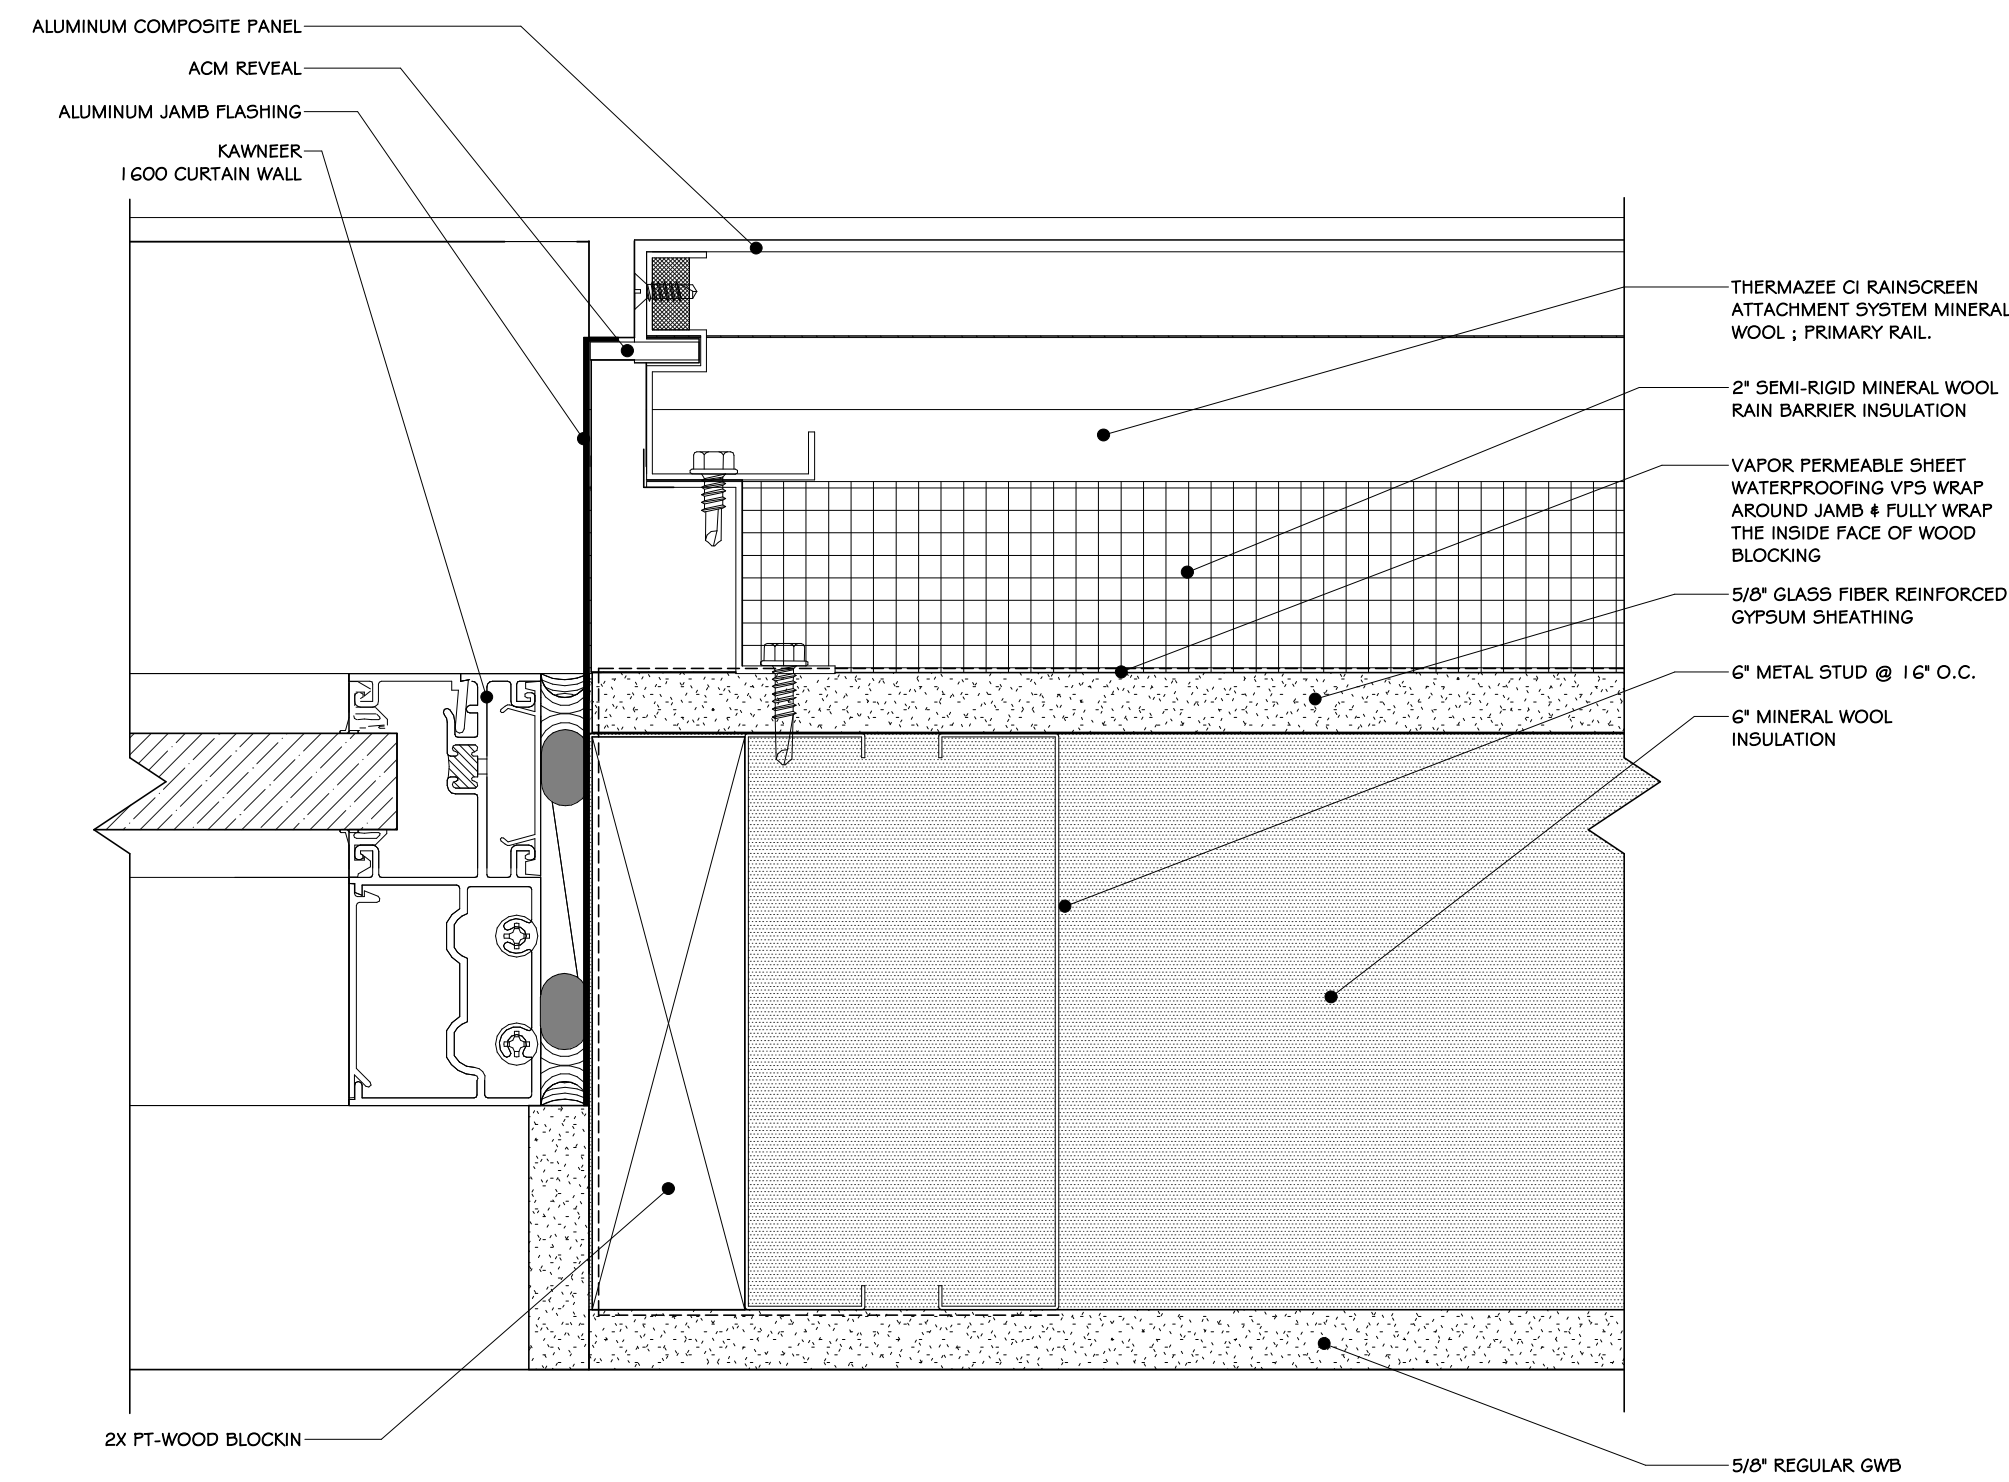 ALUMINUM COMPOSITE PANEL
ACM REVEAL
ALUMINUM JAMB FLASHING
KAWNEER
1600 CURTAIN WALL
THERMAZEE CI RAINSCREEN
ATTACHMENT SYSTEM MINERAL
WOOL ; PRIMARY RAIL.
2" SEMI-RIGID MINERAL WOOL
RAIN BARRIER INSULATION
VAPOR PERMEABLE SHEET
WATERPROOFING VPS WRAP
AROUND JAMB & FULLY WRAP
THE INSIDE FACE OF WOOD
BLOCKING
5/8" GLASS FIBER REINFORCED
GYPSUM SHEATHING
6" METAL STUD @ 16" O.C.
6" MINERAL WOOL
INSULATION
2X PT-WOOD BLOCKIN
5/8" REGULAR GWB